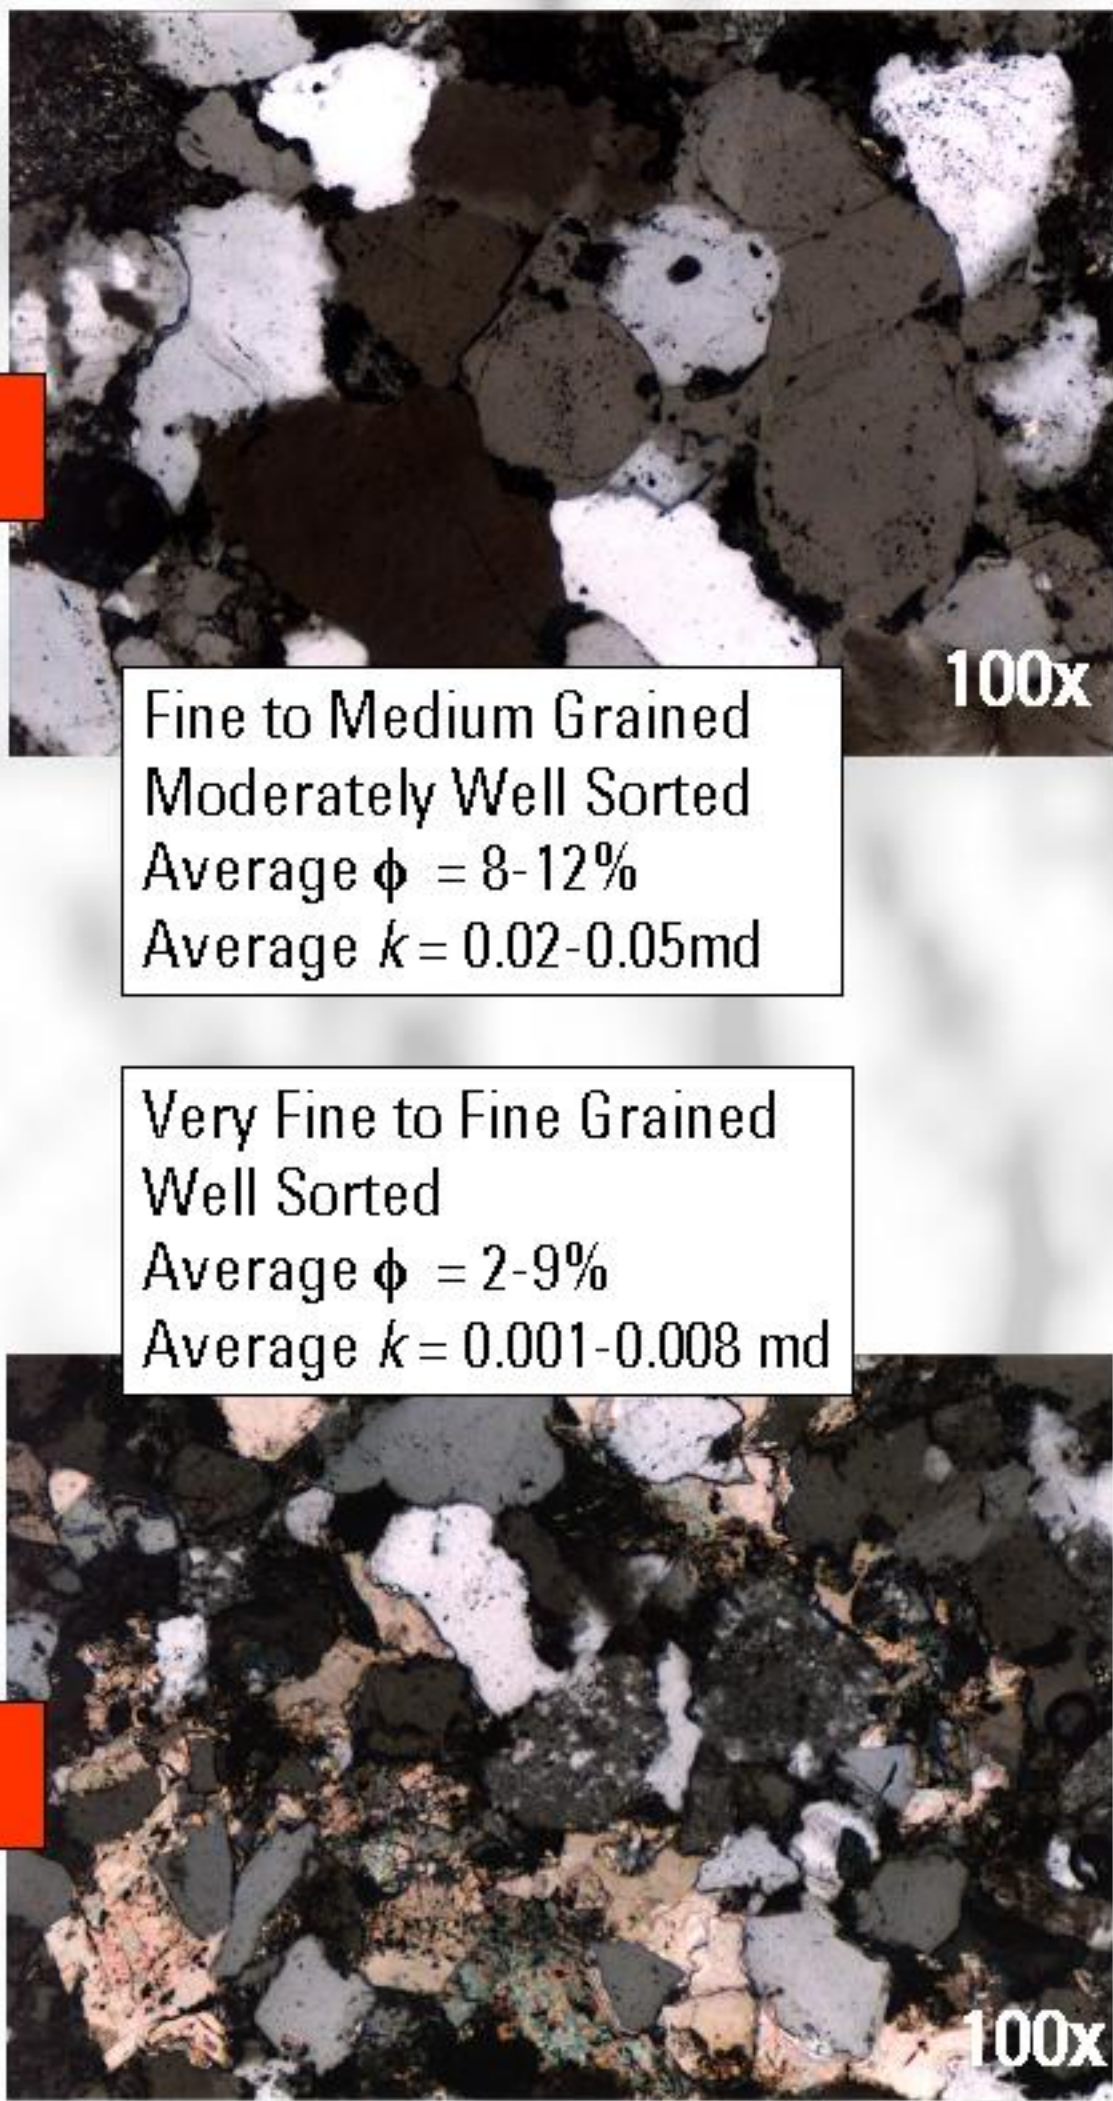 100x
Fine to Medium Grained
Moderately Well Sorted
Average ϕ = 8-12%
Average k = 0.02-0.05md
Very Fine to Fine Grained
Well Sorted
Average ϕ = 2-9%
Average k = 0.001-0.008 md
100x